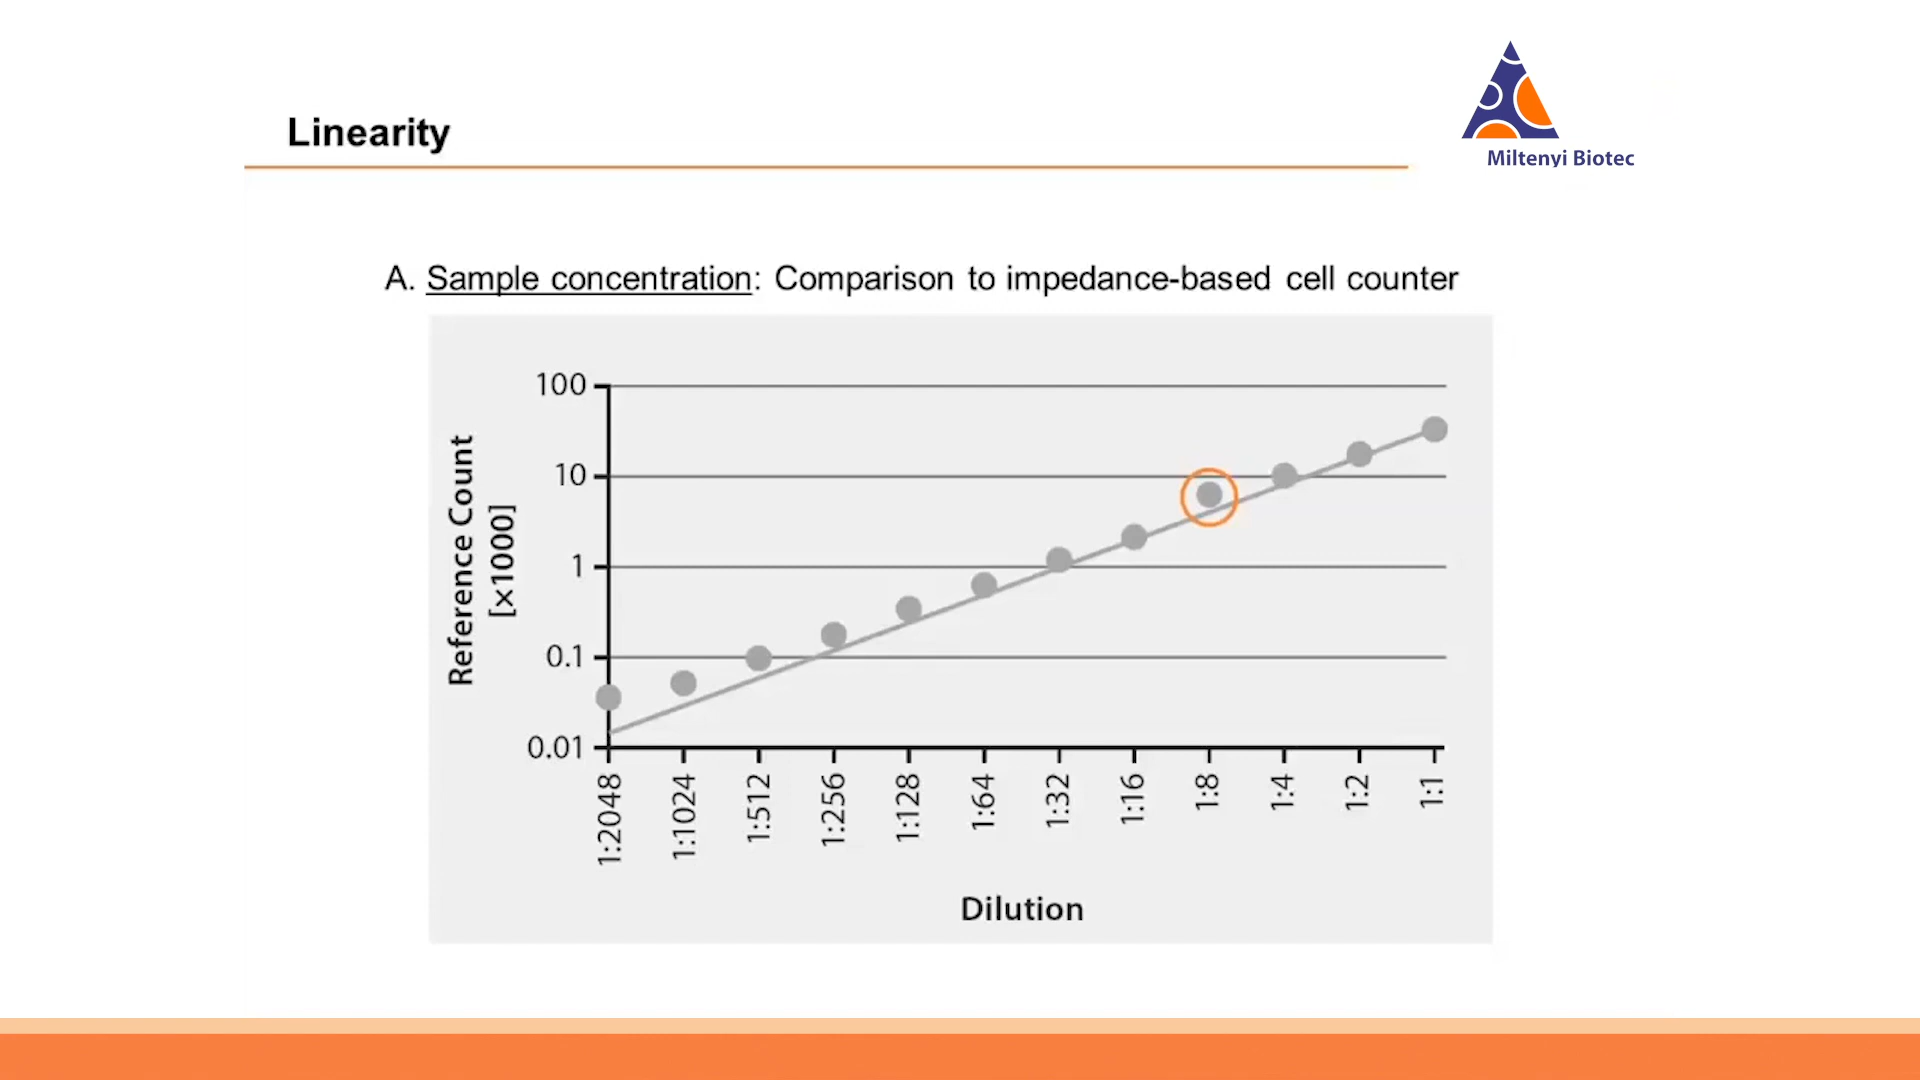 Linearity
Miltenyi Biotec
A. Sample concentration: Comparison to impedance-based cell counter
Reference Count
[x1000]
100
10
1
0.1
0.01
1:2048
1:1024
1:512
1:256
1:128
1:64
1:32
1:16
1:8
1:4
1:2
1:1
Dilution